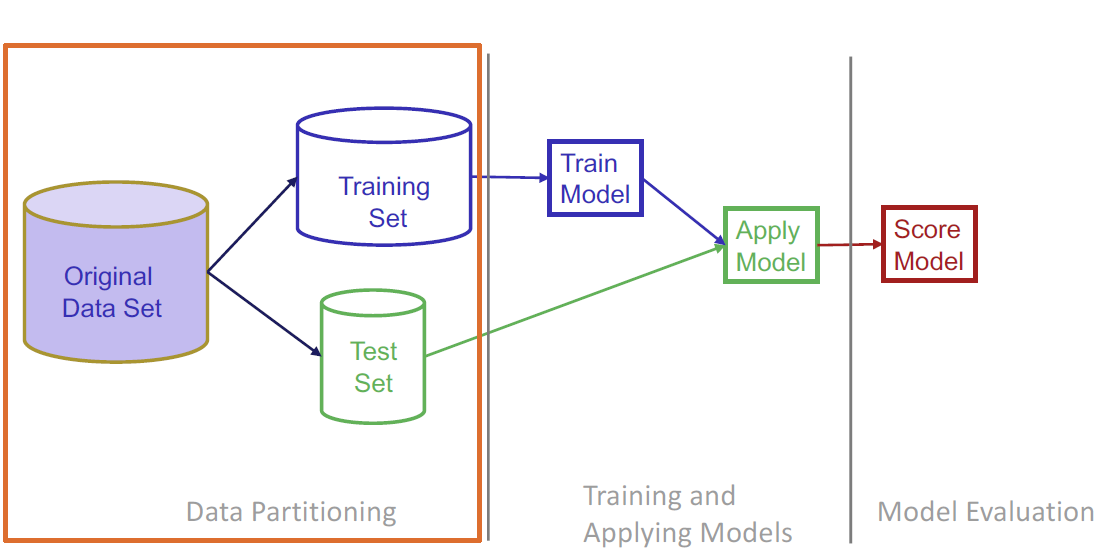 Original
Data Set
Training
Set
Test
Set
Train
Model
Apply
Model
Score
Model
Data Partitioning
Training and
Applying Models
Model Evaluation